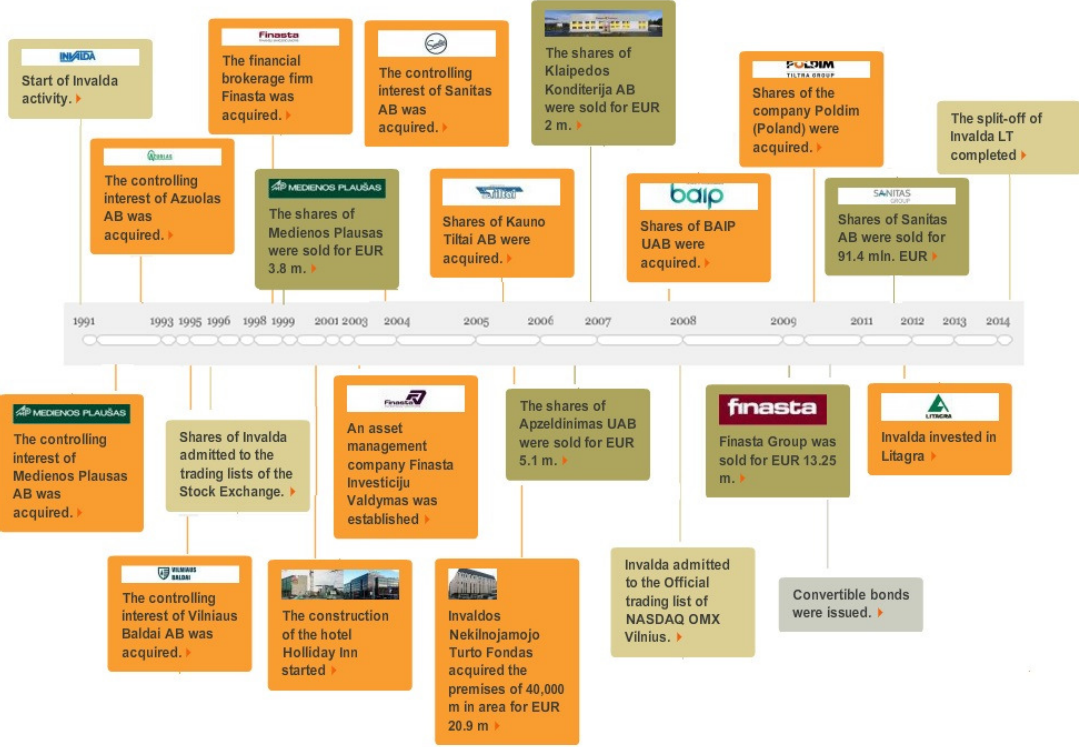 INVALDA
Start of Invalda
activity.
Finasta
The financial
brokerage firm
Finasta was
acquired.
The controlling
interest of Sanitas
AB was
acquired.
The shares of
Klaipedos
Konditerija AB
were sold for EUR
2 m.
POLDIM
TILTRA GROUP
Shares of the
company Poldim
(Poland) were
acquired.
The split-off of
Invalda LT
completed
AZUOLAS
The controlling
interest of Azuolas
AB was
acquired.
MEDIENOS PLAUŠAS
The shares of
Medienos Plausas
were sold for EUR
3.8 m.
Tiltai
Shares of Kauno
Tiltai AB were
acquired.
baip
Shares of BAIP
UAB were
acquired.
SANITAS
GROUP
Shares of Sanitas
AB were sold for
91.4 mln. EUR
1991 1993 1995 1996 1998 1999 2001 2003 2004 2005 2006 2007 2008 2009 2011 2012 2013 2014
MEDIENOS PLAUŠAS
The controlling
interest of
Medienos Plausas
AB was
acquired.
Shares of Invalda
admitted to the
trading lists of the
Stock Exchange.
Finasta
An asset
management
company Finasta
Investiciju
Valdymas was
established
The shares of
Apzeldinimas UAB
were sold for EUR
5.1 m.
finasta
Finasta Group was
sold for EUR 13.25
m.
LITAGRA
Invalda invested in
Litagra
VILNIAUS
BALDAI
The controlling
interest of Vilniaus
Baldai AB was
acquired.
The construction
of the hotel
Holliday Inn
started
Invaldos
Nekilnojamojo
Turto Fondas
acquired the
premises of 40,000
m in area for EUR
20.9 m
Invalda admitted
to the Official
trading list of
NASDAQ OMX
Vilnius.
Convertible bonds
were issued.